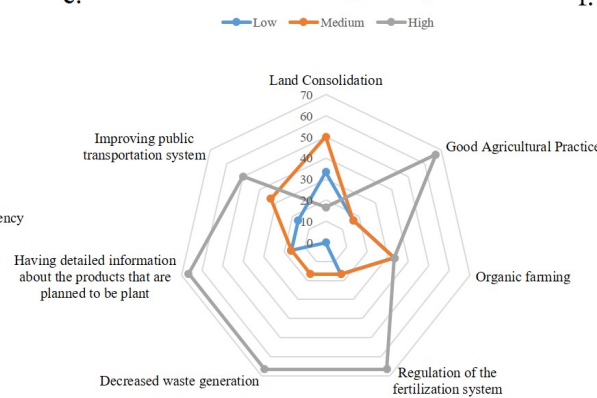 Low Medium High
Land Consolidation
70
60
50
40
30
20
10
0
Improving public
transportation system
Good Agricultural Practice
ency
Having detailed information
about the products that are
planned to be plant
Organic farming
Decreased waste generation
Regulation of the
fertilization system